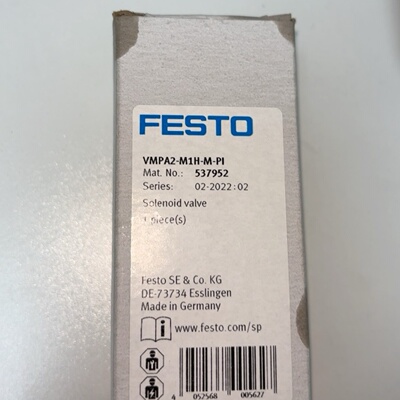 FESTO
VMPA2-M1H-M-PI
Mat. No.: 537952
Series: 02-2022:02
Solenoid valve
1 piece(s)
Festo SE & Co. KG
DE-73734 Esslingen
Made in Germany
www.festo.com/sp
4 052568 005627